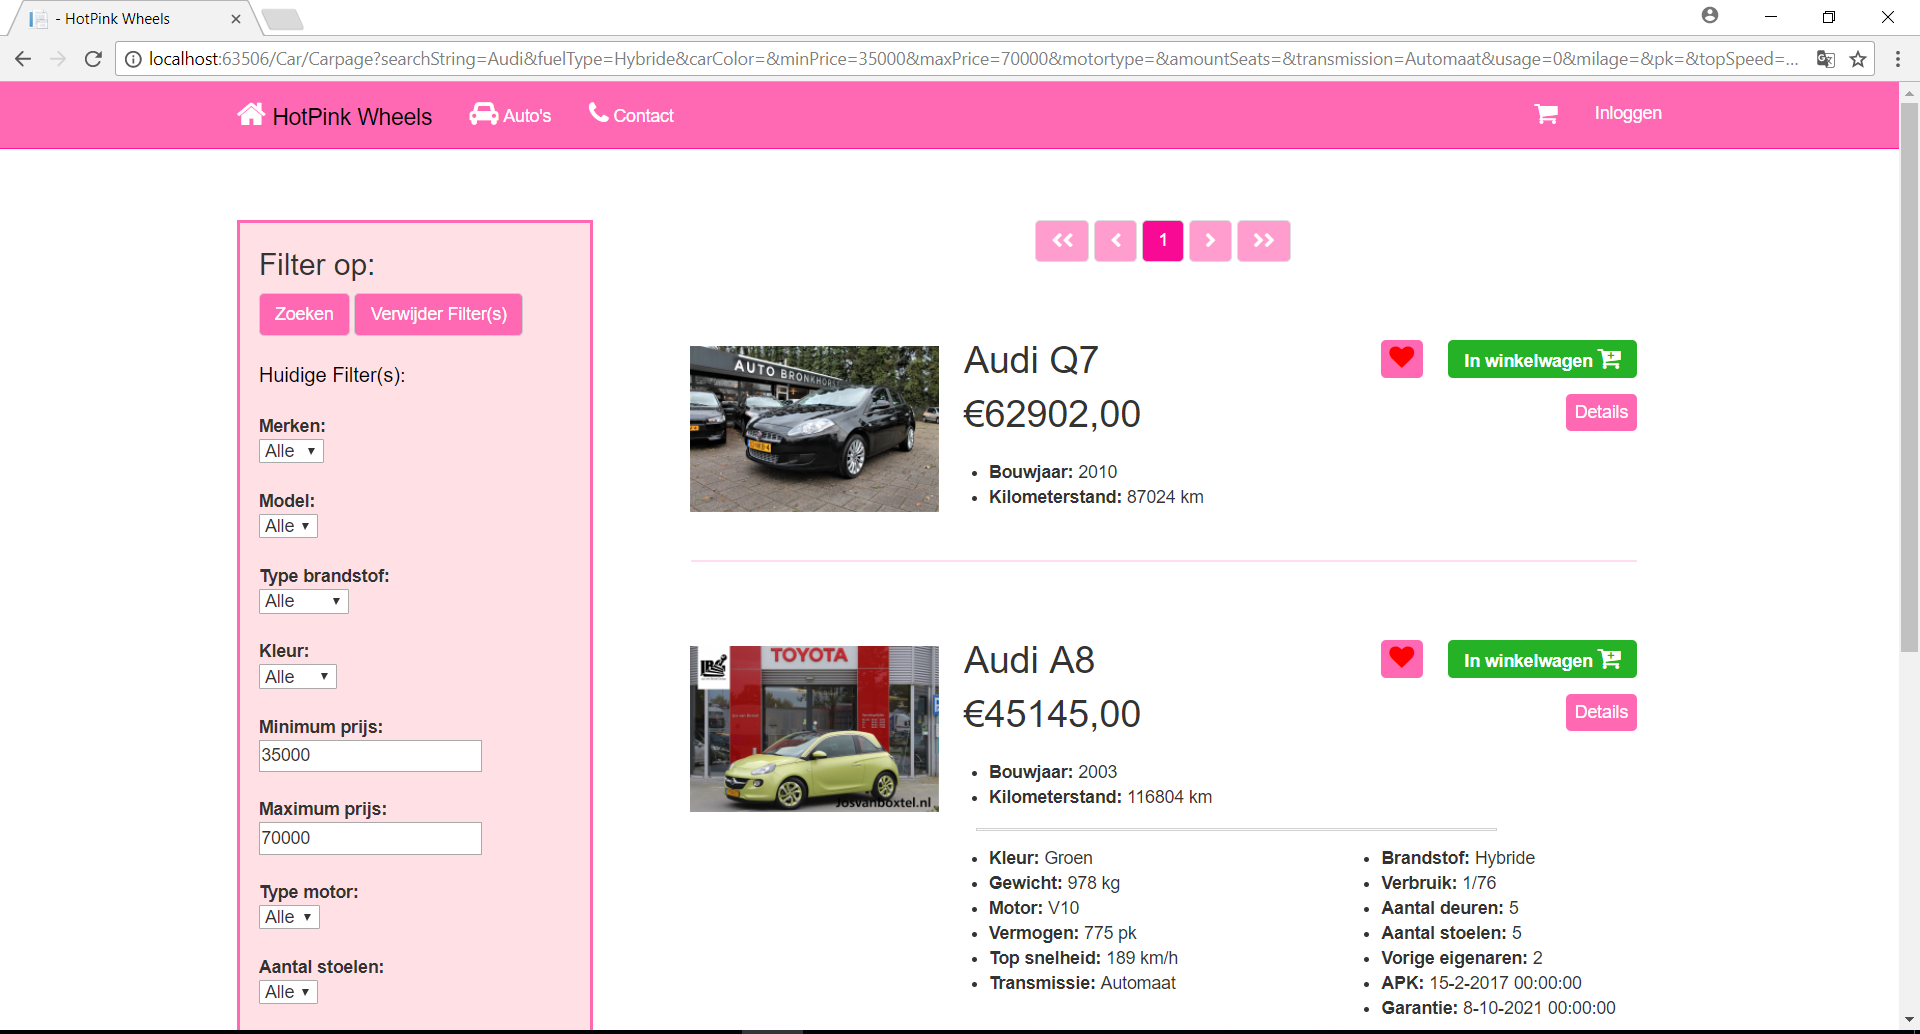 - HotPink Wheels
localhost:63506/Car/Carpage?searchString=Audi&fuelType=Hybride&carColor=&minPrice=35000&maxPrice=70000&motortype=&amountSeats=&transmission=Automaat&usage=0&milage=&pk=&topSpeed=...
HotPink Wheels
Auto's
Contact
Inloggen
Filter op:
Zoeken
Verwijder Filter(s)
Huidige Filter(s):
Merken:
Alle
Model:
Alle
Type brandstof:
Alle
Kleur:
Alle
Minimum prijs:
35000
Maximum prijs:
70000
Type motor:
Alle
Aantal stoelen:
Alle
1
AUTO BRONKHORST
Audi Q7
In winkelwagen
€62902,00
Details
Bouwjaar: 2010
Kilometerstand: 87024 km
TOYOTA
Josvanboxtel.nl
Audi A8
In winkelwagen
€45145,00
Details
Bouwjaar: 2003
Kilometerstand: 116804 km
Kleur: Groen
Gewicht: 978 kg
Motor: V10
Vermogen: 775 pk
Top snelheid: 189 km/h
Transmissie: Automaat
Brandstof: Hybride
Verbruik: 1/76
Aantal deuren: 5
Aantal stoelen: 5
Vorige eigenaren: 2
APK: 15-2-2017 00:00:00
Garantie: 8-10-2021 00:00:00